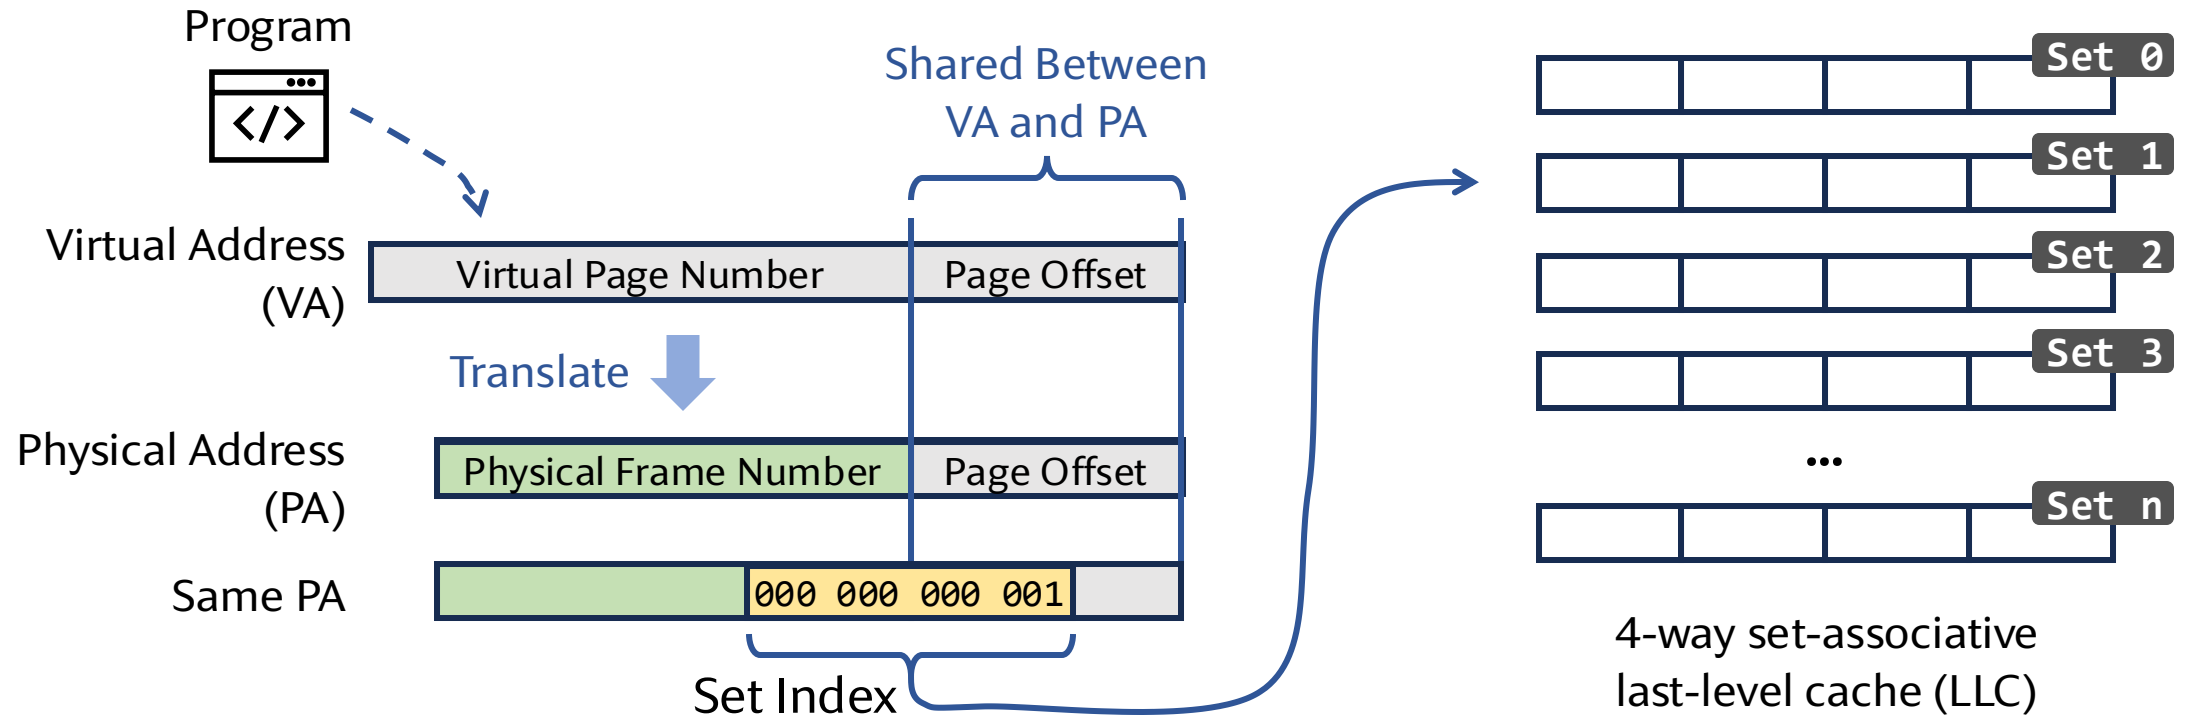 Program
</>
Shared Between
VA and PA
Virtual Address
(VA)
Virtual Page Number
Page Offset
Translate
Physical Address
(PA)
Physical Frame Number
Page Offset
Same PA
000 000 000 001
Set Index
Set 0
Set 1
Set 2
Set 3
...
Set n
4-way set-associative
last-level cache (LLC)